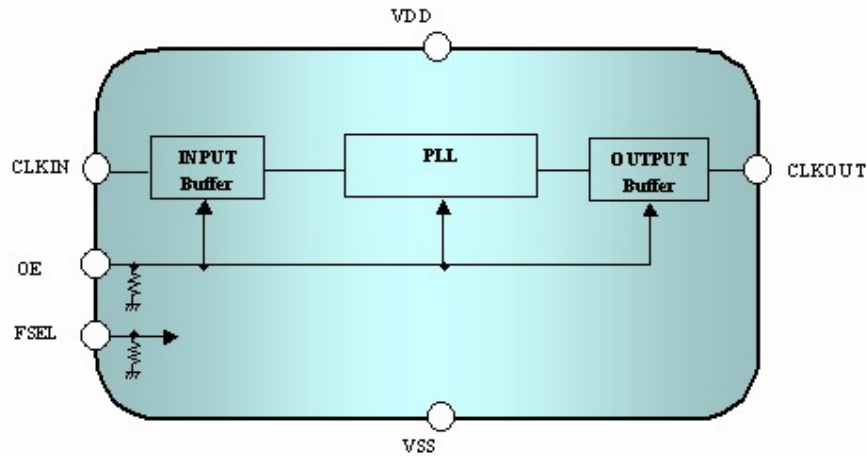 VDD
CLKIN
INPUT
Buffer
PLL
OUTPUT
Buffer
CLKOUT
OE
FSEL
VSS